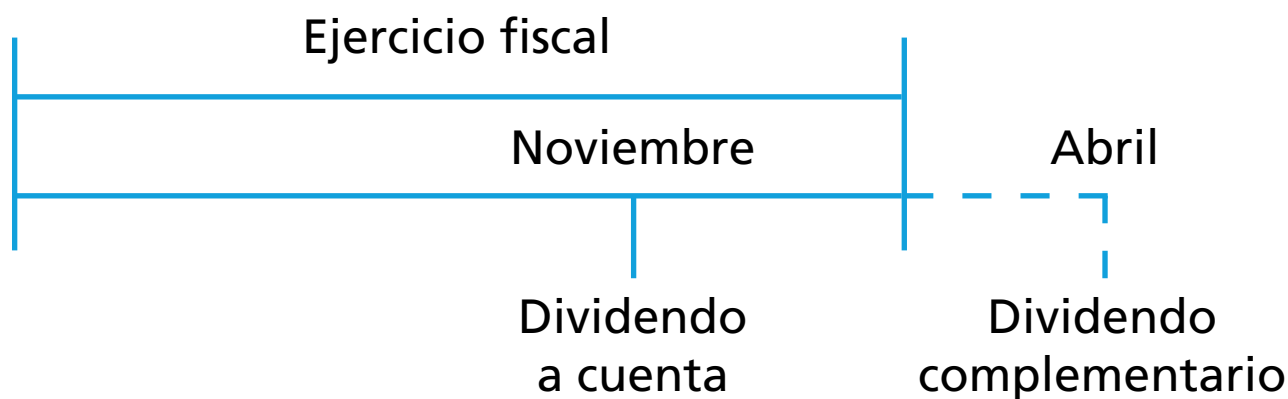 Ejercicio fiscal
Noviembre
Abril
Dividendo
a cuenta
Dividendo
complementario